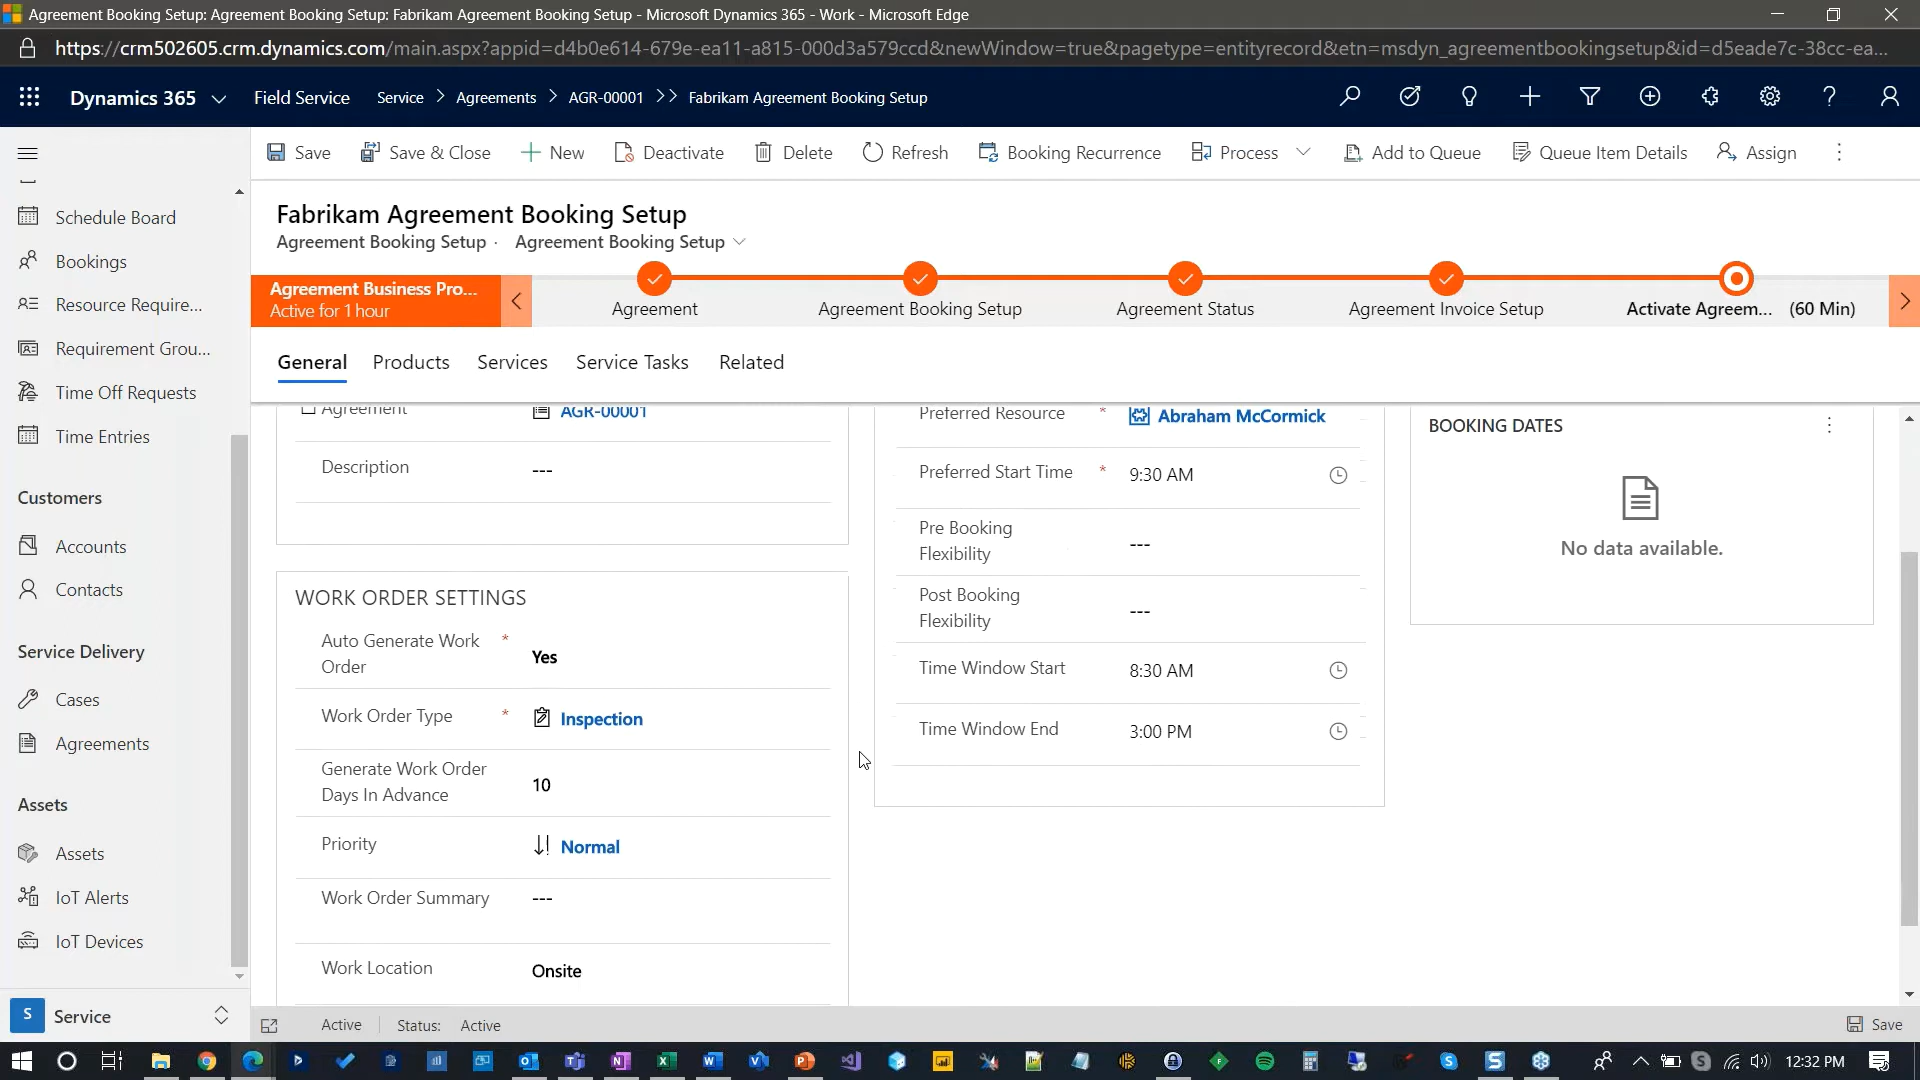 Agreement Booking Setup: Agreement Booking Setup: Fabrikam Agreement Booking Setup - Microsoft Dynamics 365 - Work - Microsoft Edge
https://crm502605.crm.dynamics.com/main.aspx?appid=d4b0e614-679e-ea11-a815-000d3a579ccd&newWindow=true&pagetype=entityrecord&etn=msdyn_agreementbookingsetup&id=d5eade7c-38cc-ea...
Dynamics 365 Field Service Service > Agreements > AGR-00001 >> Fabrikam Agreement Booking Setup
Save Save & Close New Deactivate Delete Refresh Booking Recurrence Process Add to Queue Queue Item Details Assign
Schedule Board
Bookings
Resource Require...
Requirement Grou...
Time Off Requests
Time Entries
Customers
Accounts
Contacts
Service Delivery
Cases
Agreements
Assets
Assets
IoT Alerts
IoT Devices
S Service
Fabrikam Agreement Booking Setup
Agreement Booking Setup · Agreement Booking Setup
Agreement Business Pro...
Active for 1 hour
Agreement
Agreement Booking Setup
Agreement Status
Agreement Invoice Setup
Activate Agreem... (60 Min)
General Products Services Service Tasks Related
Agreement AGR-00001
Description ---
WORK ORDER SETTINGS
Auto Generate Work
Order
* Yes
Work Order Type * Inspection
Generate Work Order
Days In Advance
10
Priority Normal
Work Order Summary ---
Work Location Onsite
Preferred Resource * Abraham McCormick
Preferred Start Time * 9:30 AM
Pre Booking
Flexibility
---
Post Booking
Flexibility
---
Time Window Start 8:30 AM
Time Window End 3:00 PM
BOOKING DATES
No data available.
Active Status: Active Save
12:32 PM